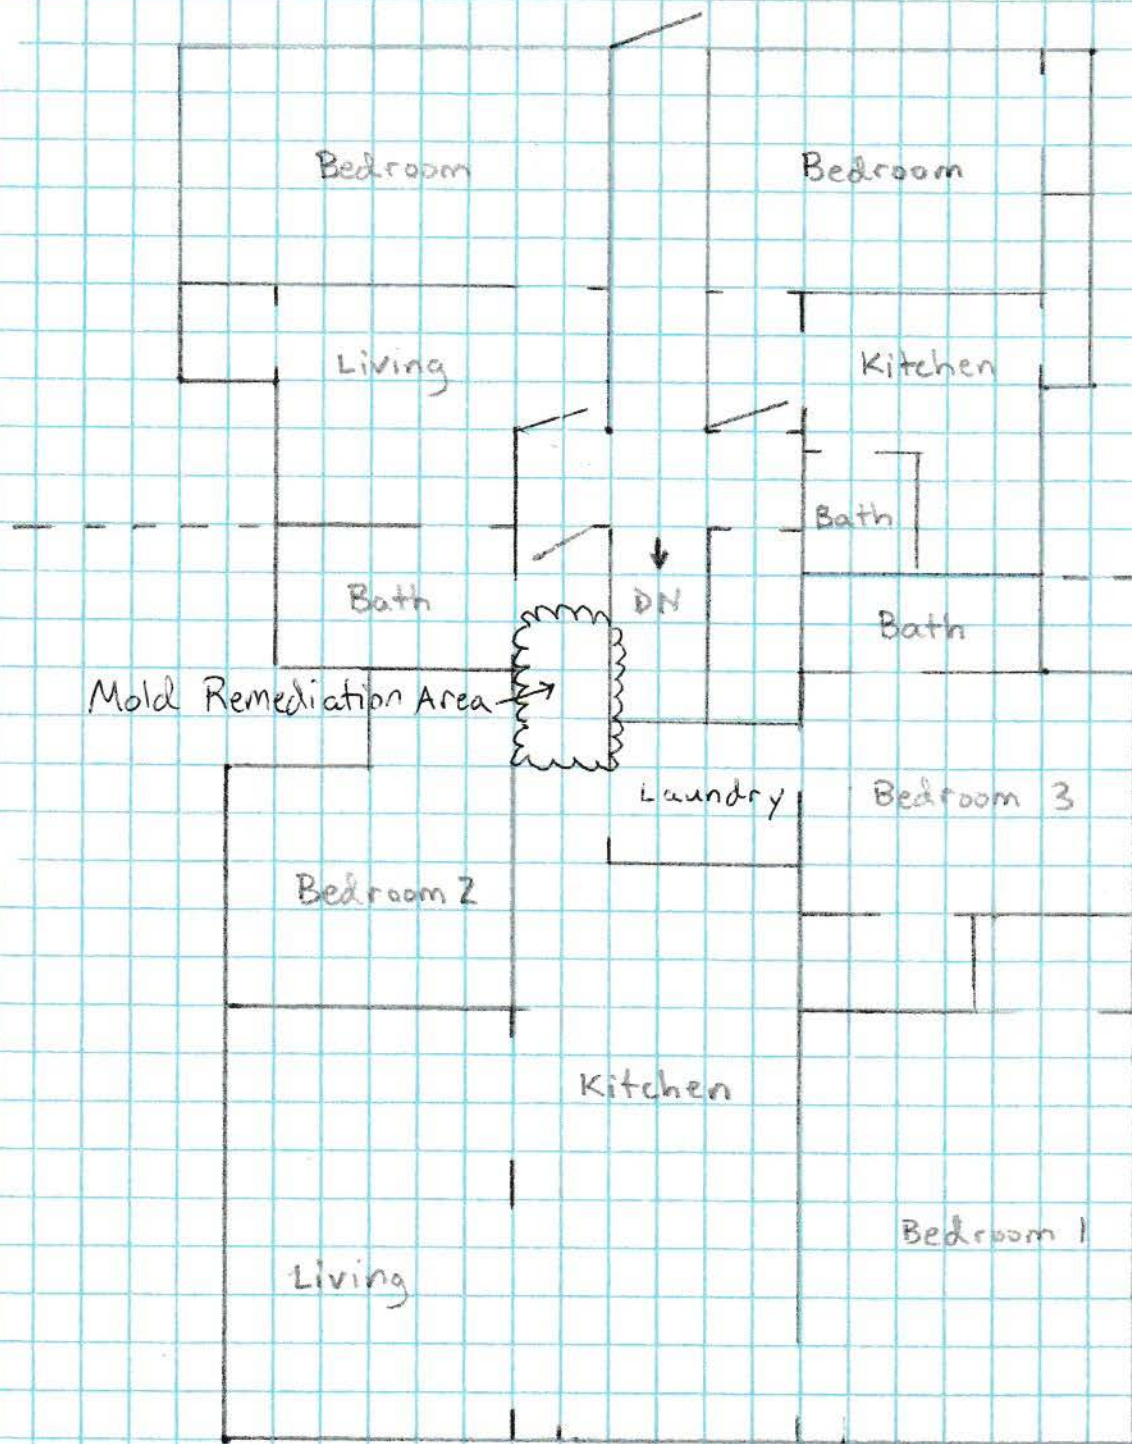 Bedroom
Bedroom
Living
Kitchen
Bath
Bath
DN
Bath
Mold Remediation Area
Laundry
Bedroom 3
Bedroom 2
Kitchen
Bedroom 1
Living